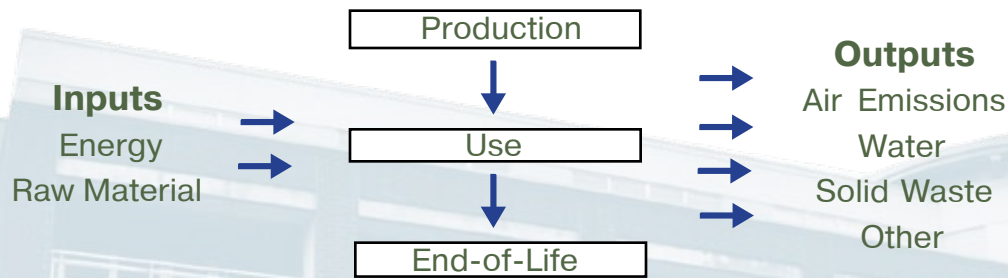 Production
Inputs
Energy
Raw Material
Use
End-of-Life
Outputs
Air Emissions
Water
Solid Waste
Other